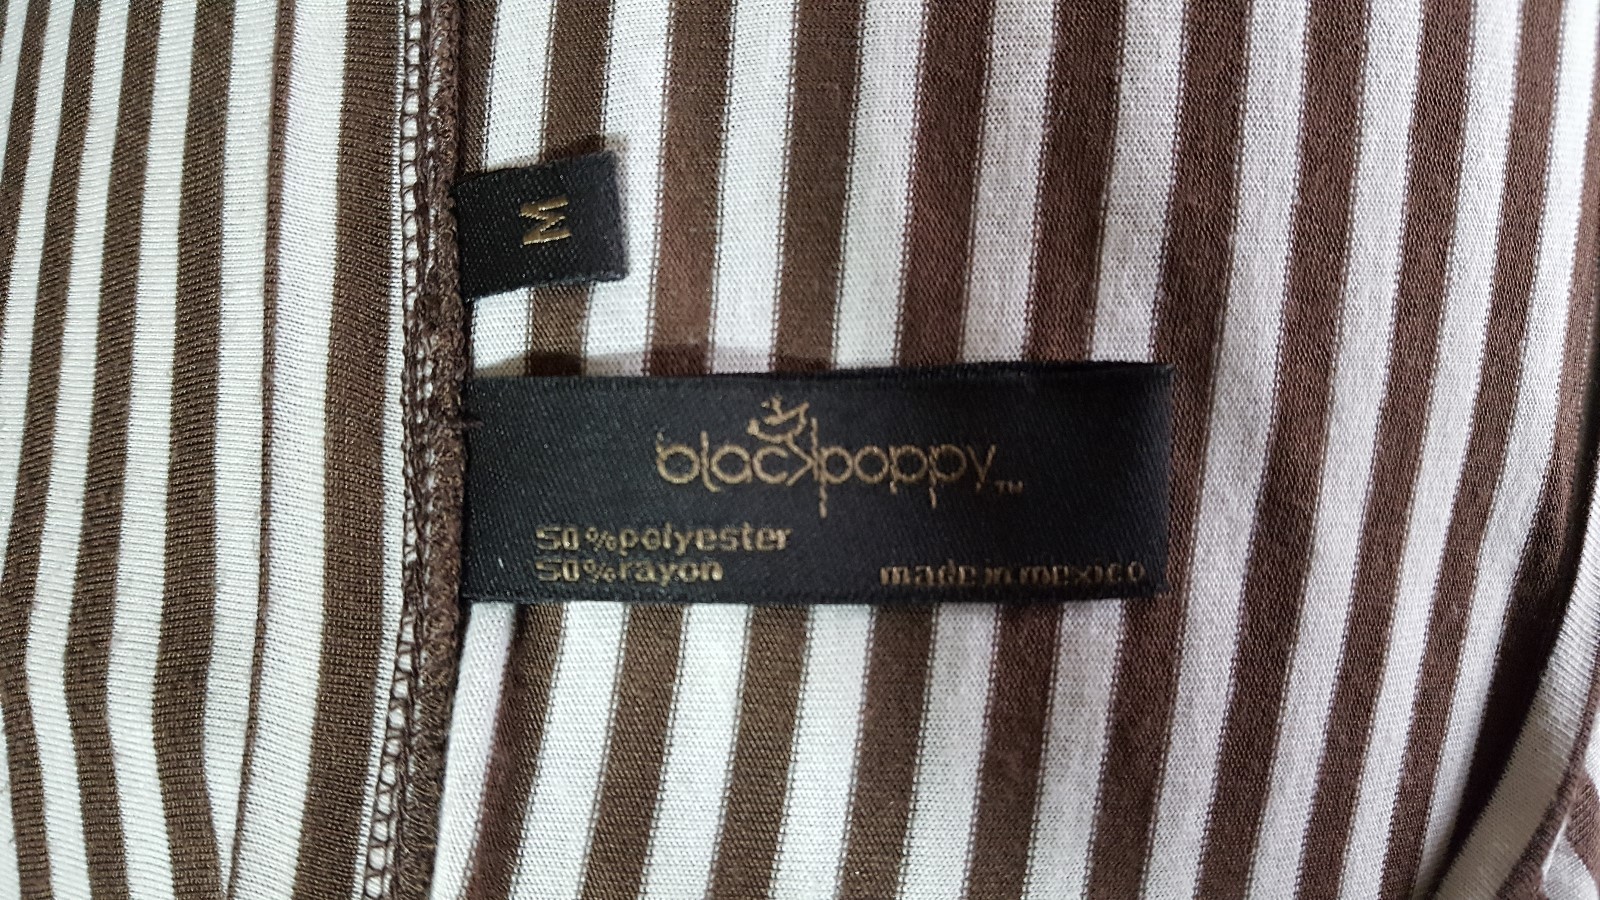 M
blackpoppy™
50%polyester
50%rayon
made in mexico